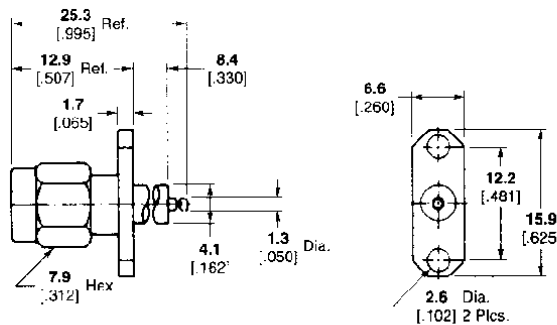 25.3 Ref.
[.995]
12.9 Ref.
[.507]
8.4
[.330]
1.7
[.065]
6.6
[.260]
12.2
[.481]
15.9
[.625]
4.1
[.162]
1.3 Dia.
[.050]
7.9 Hex
[.312]
2.6 Dia.
[.102] 2 Plcs.